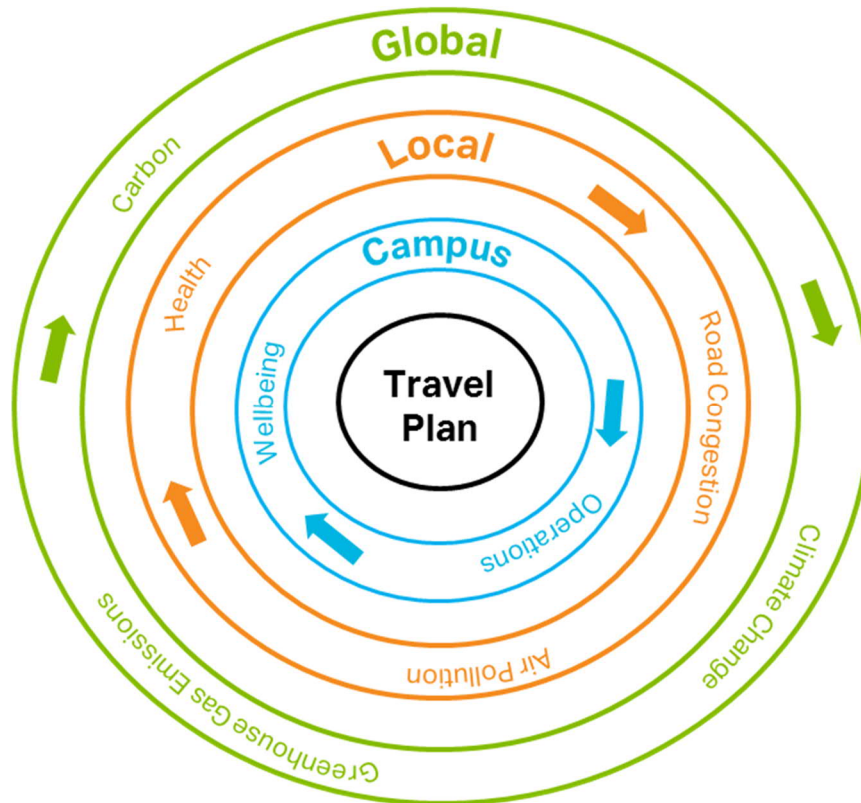 Global
Carbon
Climate Change
Greenhouse Gas Emissions
Local
Health
Road Congestion
Air Pollution
Campus
Wellbeing
Operations
Travel
Plan